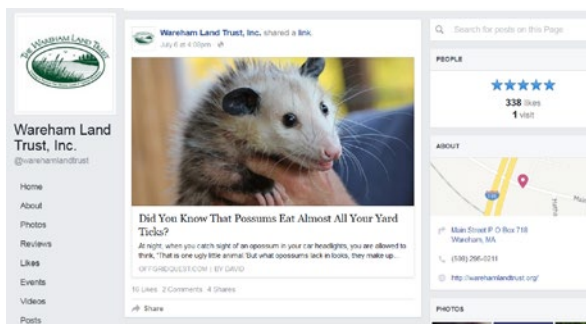 THE WAREHAM LAND TRUST
Wareham Land
Trust, Inc.
@warehamlandtrust
Home
About
Photos
Reviews
Likes
Events
Videos
Posts
Wareham Land Trust, Inc. shared a link.
July 6 at 4:00pm
Did You Know That Possums Eat Almost All Your Yard
Ticks?
At night, when you catch sight of an opossum in your car headlights, you are allowed to
think, 'That is one ugly little animal.' But what opossums lack in looks, they make up...
OFFGRIDQUEST.COM | BY DAVID
16 Likes 2 Comments 4 Shares
Share
Search for posts on this Page
PEOPLE
338 likes
1 visit
ABOUT
Main Street P O Box 718
Wareham, MA
http://warehamlandtrust.org/
PHOTOS